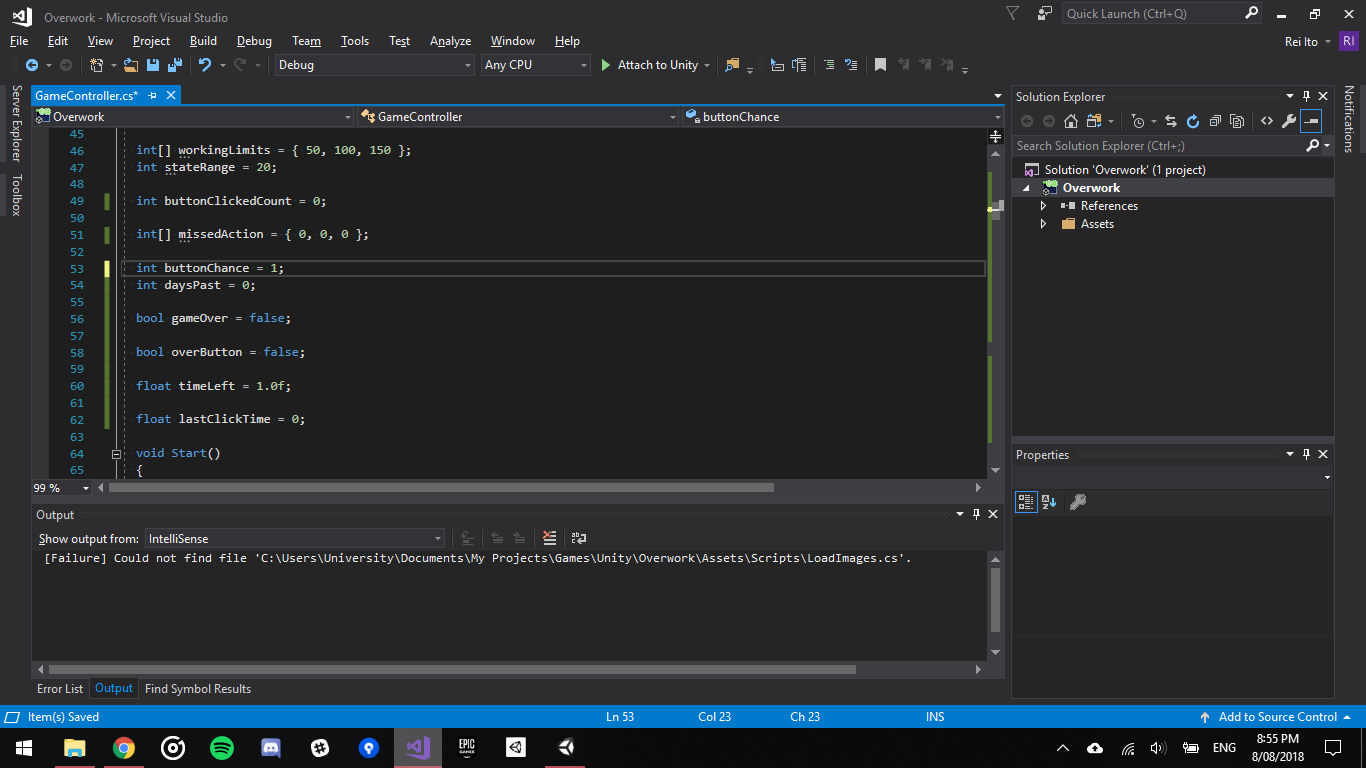 Overwork - Microsoft Visual Studio
Quick Launch (Ctrl+Q)
File Edit View Project Build Debug Team Tools Test Analyze Window Help
Rei Ito RI
Debug Any CPU Attach to Unity
Server Explorer
Toolbox
GameController.cs*
Overwork GameController buttonChance
45
46 int[] workingLimits = { 50, 100, 150 };
47 int stateRange = 20;
48
49 int buttonClickedCount = 0;
50
51 int[] missedAction = { 0, 0, 0 };
52
53 int buttonChance = 1;
54 int daysPast = 0;
55
56 bool gameOver = false;
57
58 bool overButton = false;
59
60 float timeLeft = 1.0f;
61
62 float lastClickTime = 0;
63
64 void Start()
65 {
99 %
Output
Show output from: IntelliSense
[Failure] Could not find file 'C:\Users\University\Documents\My Projects\Games\Unity\Overwork\Assets\Scripts\LoadImages.cs'.
Error List Output Find Symbol Results
Solution Explorer
Search Solution Explorer (Ctrl+;)
Solution 'Overwork' (1 project)
Overwork
References
Assets
Properties
Notifications
Item(s) Saved Ln 53 Col 23 Ch 23 INS Add to Source Control
EPIC
GAMES
ENG
8:55 PM
8/08/2018